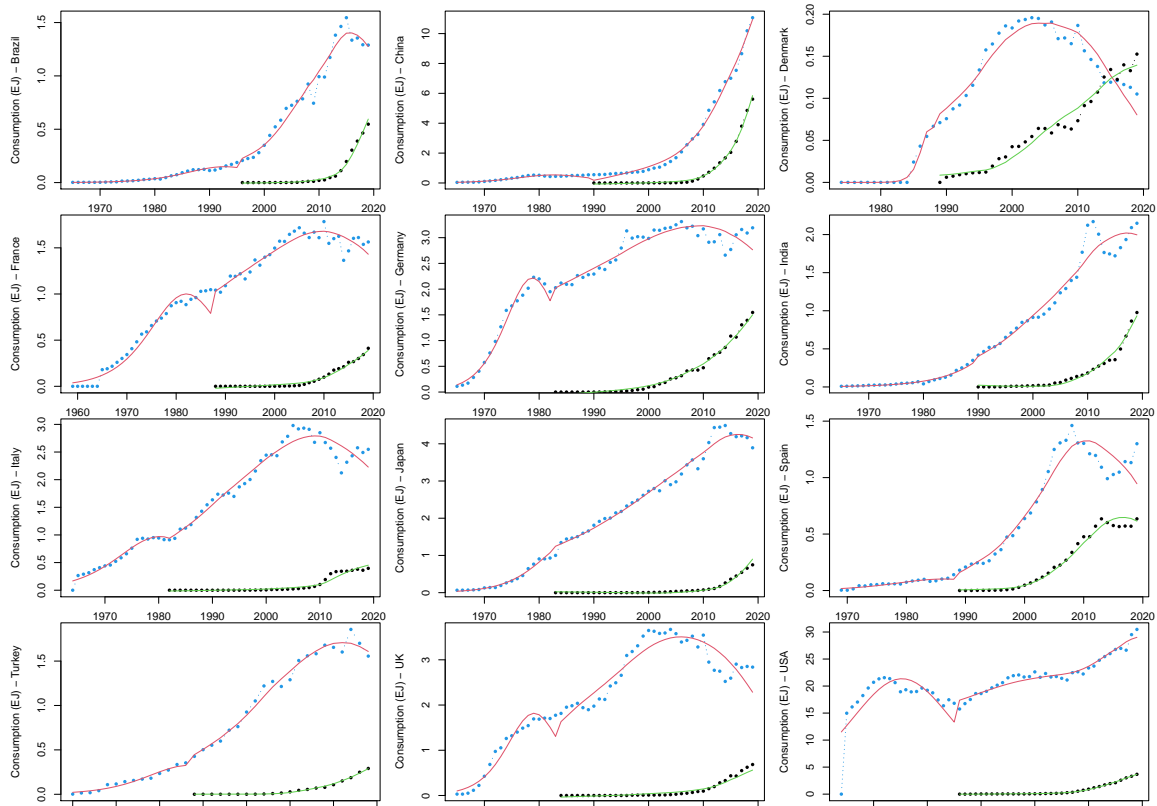 Consumption (EJ) – Brazil
0.0 0.5 1.0 1.5
1970 1980 1990 2000 2010 2020
Consumption (EJ) – China
0 2 4 6 8 10
1970 1980 1990 2000 2010 2020
Consumption (EJ) – Denmark
0.00 0.05 0.10 0.15 0.20
1980 1990 2000 2010 2020
Consumption (EJ) – France
0.0 0.5 1.0 1.5
1960 1970 1980 1990 2000 2010 2020
Consumption (EJ) – Germany
0.0 0.5 1.0 1.5 2.0 2.5 3.0
1970 1980 1990 2000 2010 2020
Consumption (EJ) – India
0.0 0.5 1.0 1.5 2.0
1970 1980 1990 2000 2010 2020
Consumption (EJ) – Italy
0.0 0.5 1.0 1.5 2.0 2.5 3.0
1970 1980 1990 2000 2010 2020
Consumption (EJ) – Japan
0 1 2 3 4
1970 1980 1990 2000 2010 2020
Consumption (EJ) – Spain
0.0 0.5 1.0 1.5
1970 1980 1990 2000 2010 2020
Consumption (EJ) – Turkey
0.0 0.5 1.0 1.5
Consumption (EJ) – UK
0 1 2 3
Consumption (EJ) – USA
0 5 10 15 20 25 30